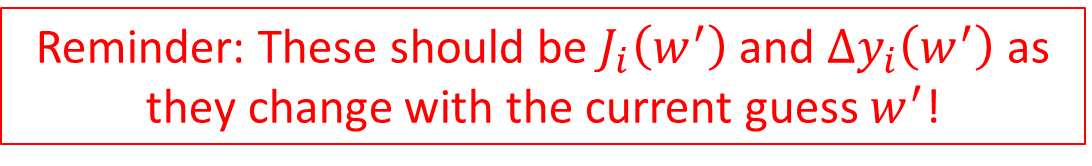 Reminder: These should be J_i(w′) and Δy_i(w′) as
they change with the current guess w′!